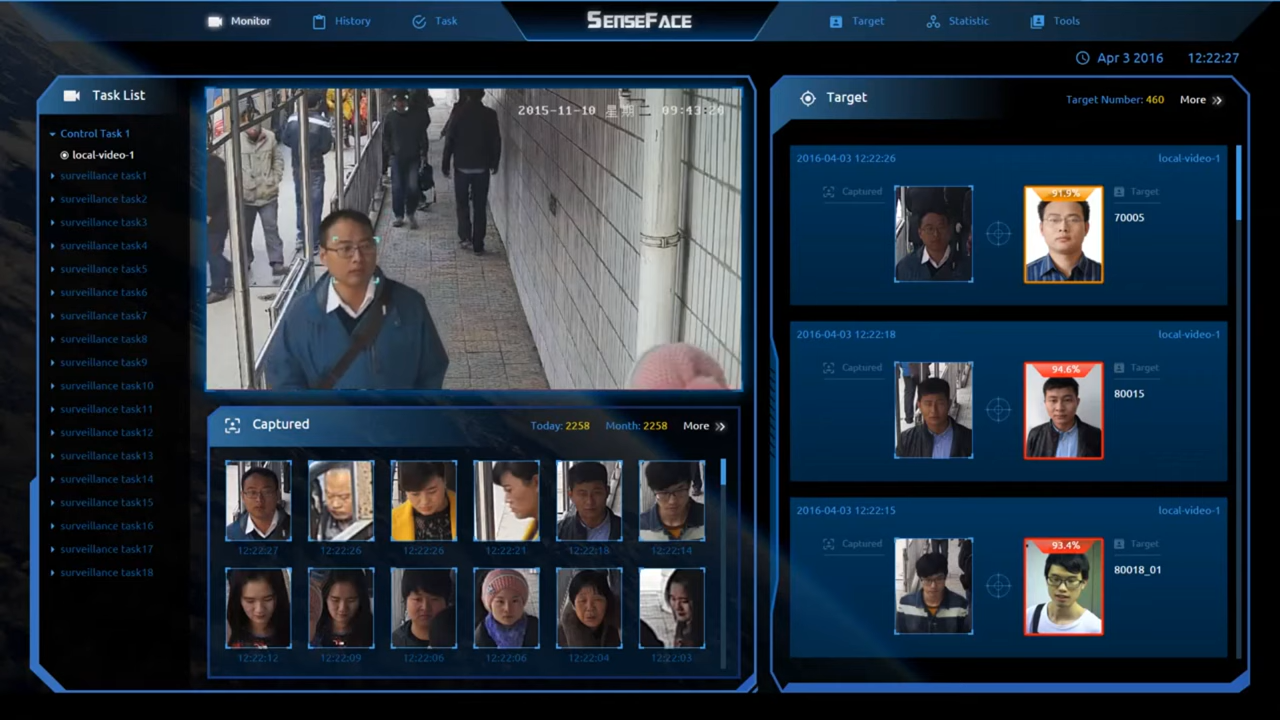 Monitor
History
Task
SENSEFACE
Target
Statistic
Tools
Apr 3 2016 12:22:27
Task List
Control Task 1
local-video-1
surveillance task1
surveillance task2
surveillance task3
surveillance task4
surveillance task5
surveillance task6
surveillance task7
surveillance task8
surveillance task9
surveillance task10
surveillance task11
surveillance task12
surveillance task13
surveillance task14
surveillance task15
surveillance task16
surveillance task17
surveillance task18
2015-11-10 星期二 09:43:20
Captured
Today: 2258 Month: 2258 More
12:22:27 12:22:26 12:22:26 12:22:21 12:22:18 12:22:14
12:22:12 12:22:09 12:22:06 12:22:06 12:22:04 12:22:03
Target
Target Number: 460 More
2016-04-03 12:22:26 local-video-1
Captured 91.9% Target
70005
2016-04-03 12:22:18 local-video-1
Captured 94.6% Target
80015
2016-04-03 12:22:15 local-video-1
Captured 93.4% Target
80018_01